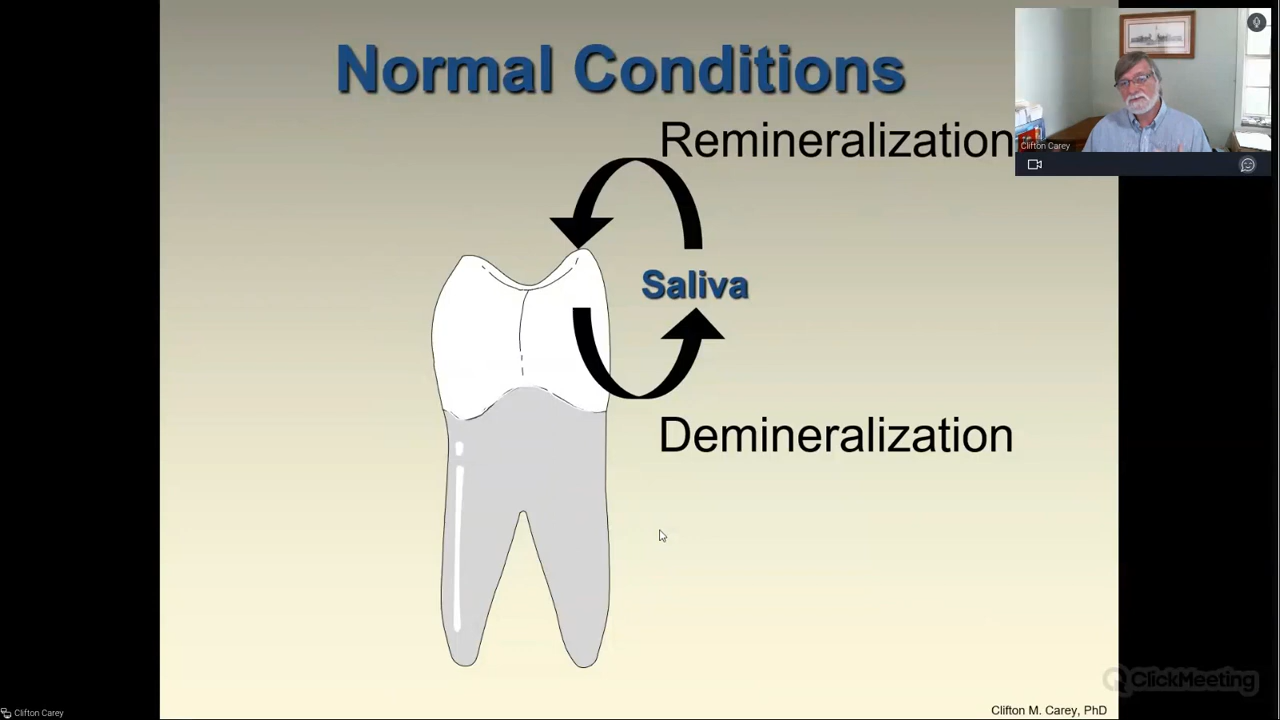 Normal Conditions
Remineralization
Clifton Carey
Saliva
Demineralization
ClickMeeting
Clifton M. Carey, PhD
Clifton Carey